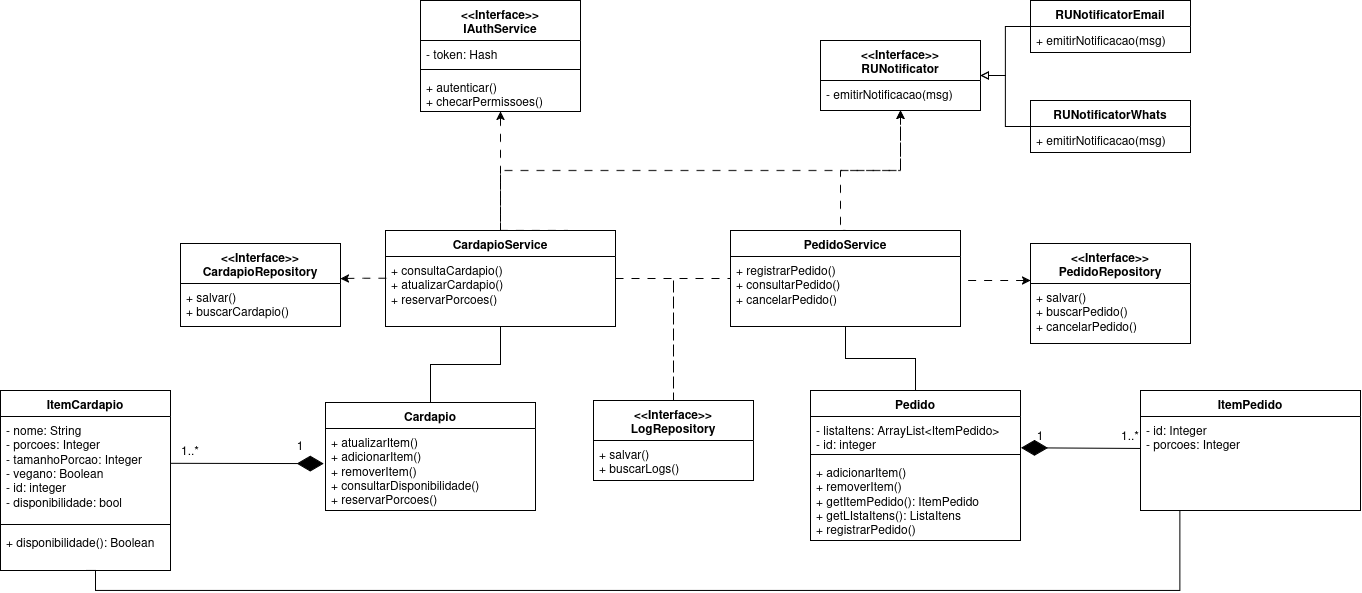 <<Interface>>
IAuthService
- token: Hash
+ autenticar()
+ checarPermissoes()
<<Interface>>
RUNotificator
- emitirNotificacao(msg)
RUNotificatorEmail
+ emitirNotificacao(msg)
RUNotificatorWhats
+ emitirNotificacao(msg)
<<Interface>>
CardapioRepository
+ salvar()
+ buscarCardapio()
CardapioService
+ consultaCardapio()
+ atualizarCardapio()
+ reservarPorcoes()
PedidoService
+ registrarPedido()
+ consultarPedido()
+ cancelarPedido()
<<Interface>>
PedidoRepository
+ salvar()
+ buscarPedido()
+ cancelarPedido()
ItemCardapio
- nome: String
- porcoes: Integer
- tamanhoPorcao: Integer
- vegano: Boolean
- id: integer
- disponibilidade: bool
+ disponibilidade(): Boolean
1..*
1
Cardapio
+ atualizarItem()
+ adicionarItem()
+ removerItem()
+ consultarDisponibilidade()
+ reservarPorcoes()
<<Interface>>
LogRepository
+ salvar()
+ buscarLogs()
Pedido
- listaItens: ArrayList<ItemPedido>
- id: integer
+ adicionarItem()
+ removerItem()
+ getItemPedido(): ItemPedido
+ getLIstaItens(): ListaItens
+ registrarPedido()
1
1..*
ItemPedido
- id: Integer
- porcoes: Integer